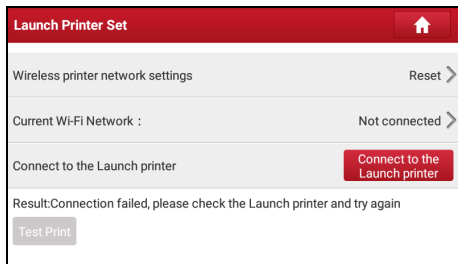 Launch Printer Set
Wireless printer network settings Reset
Current Wi-Fi Network： Not connected
Connect to the Launch printer Connect to the
Launch printer
Result:Connection failed, please check the Launch printer and try again
Test Print